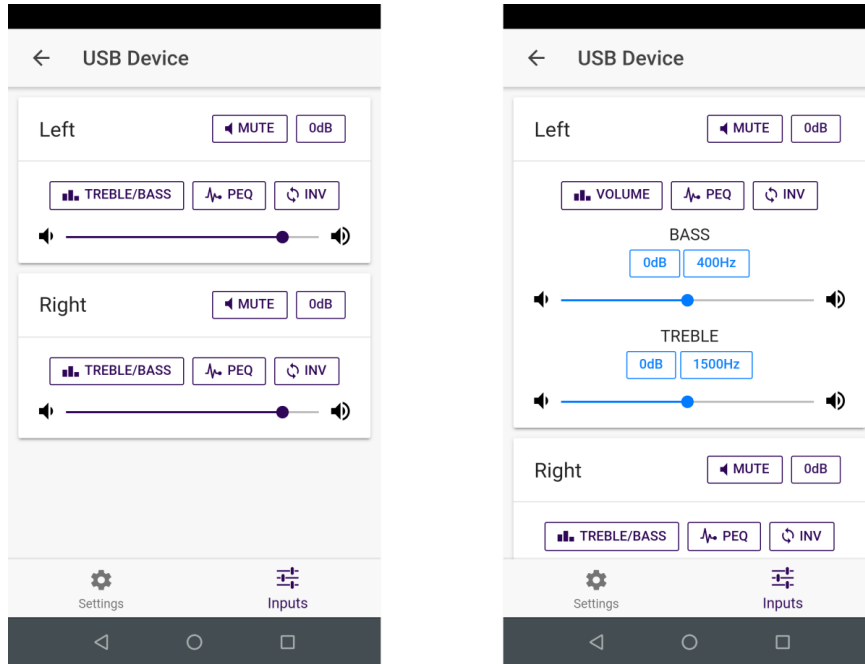 USB Device
Left
MUTE
0dB
TREBLE/BASS
PEQ
INV
Right
MUTE
0dB
TREBLE/BASS
PEQ
INV
Settings
Inputs
USB Device
Left
MUTE
0dB
VOLUME
PEQ
INV
BASS
0dB
400Hz
TREBLE
0dB
1500Hz
Right
MUTE
0dB
TREBLE/BASS
PEQ
INV
Settings
Inputs